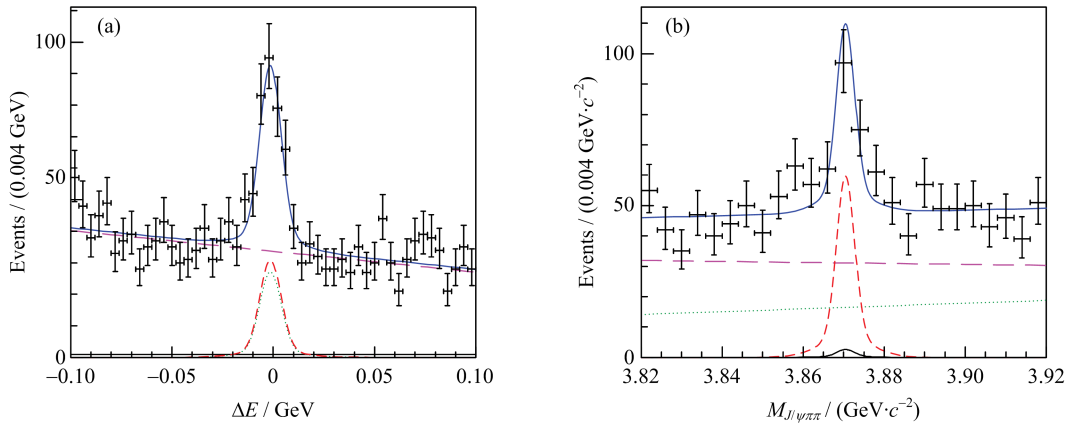 (a)
Events / (0.004 GeV)
100
50
0
−0.10
−0.05
0
0.05
0.10
ΔE / GeV
(b)
Events / (0.004 GeV·c⁻²)
100
50
0
3.82
3.84
3.86
3.88
3.90
3.92
M_{J/ψππ} / (GeV·c⁻²)